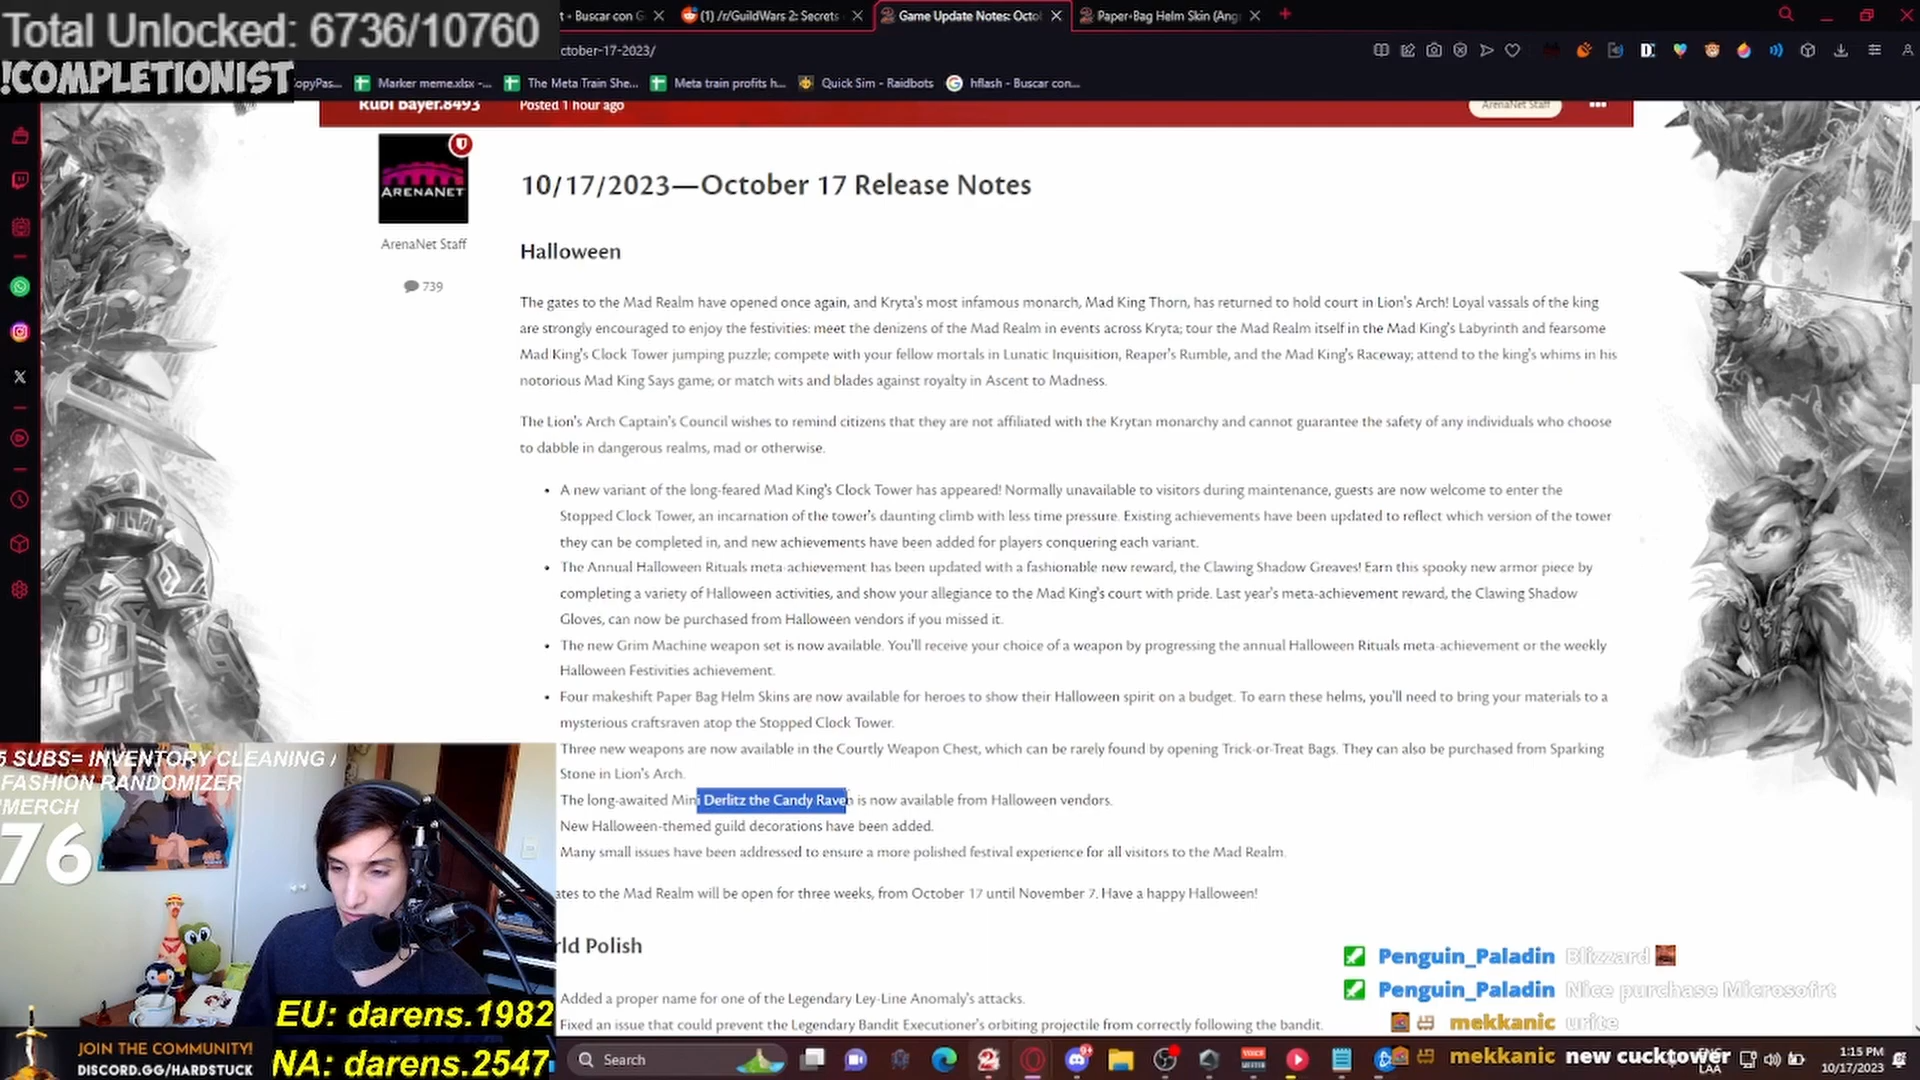 Total Unlocked: 6736/10760
!COMPLETIONIST
• Buscar con G
(1) /r/GuildWars 2: Secrets
Game Update Notes: Octo
Paper-Bag Helm Skin (Ang
ctober-17-2023/
opyPas...
Marker meme.xlsx -...
The Meta Train She...
Meta train profits h...
Quick Sim - Raidbots
hflash - Buscar con...
Rubi Bayer.8493
Posted 1 hour ago
ArenaNet Staff
ARENANET
ArenaNet Staff
739
10/17/2023—October 17 Release Notes
Halloween
The gates to the Mad Realm have opened once again, and Kryta's most infamous monarch, Mad King Thorn, has returned to hold court in Lion's Arch! Loyal vassals of the king
are strongly encouraged to enjoy the festivities: meet the denizens of the Mad Realm in events across Kryta; tour the Mad Realm itself in the Mad King's Labyrinth and fearsome
Mad King's Clock Tower jumping puzzle; compete with your fellow mortals in Lunatic Inquisition, Reaper's Rumble, and the Mad King's Raceway; attend to the king's whims in his
notorious Mad King Says game; or match wits and blades against royalty in Ascent to Madness.
The Lion's Arch Captain's Council wishes to remind citizens that they are not affiliated with the Krytan monarchy and cannot guarantee the safety of any individuals who choose
to dabble in dangerous realms, mad or otherwise.
• A new variant of the long-feared Mad King's Clock Tower has appeared! Normally unavailable to visitors during maintenance, guests are now welcome to enter the
Stopped Clock Tower, an incarnation of the tower's daunting climb with less time pressure. Existing achievements have been updated to reflect which version of the tower
they can be completed in, and new achievements have been added for players conquering each variant.
• The Annual Halloween Rituals meta-achievement has been updated with a fashionable new reward, the Clawing Shadow Greaves! Earn this spooky new armor piece by
completing a variety of Halloween activities, and show your allegiance to the Mad King's court with pride. Last year's meta-achievement reward, the Clawing Shadow
Gloves, can now be purchased from Halloween vendors if you missed it.
• The new Grim Machine weapon set is now available. You'll receive your choice of a weapon by progressing the annual Halloween Rituals meta-achievement or the weekly
Halloween Festivities achievement.
• Four makeshift Paper Bag Helm Skins are now available for heroes to show their Halloween spirit on a budget. To earn these helms, you'll need to bring your materials to a
mysterious craftsraven atop the Stopped Clock Tower.
Three new weapons are now available in the Courtly Weapon Chest, which can be rarely found by opening Trick-or-Treat Bags. They can also be purchased from Sparking
Stone in Lion's Arch.
The long-awaited Mini Derlitz the Candy Raven is now available from Halloween vendors.
New Halloween-themed guild decorations have been added.
Many small issues have been addressed to ensure a more polished festival experience for all visitors to the Mad Realm.
ates to the Mad Realm will be open for three weeks, from October 17 until November 7. Have a happy Halloween!
rld Polish
Added a proper name for one of the Legendary Ley-Line Anomaly's attacks.
Fixed an issue that could prevent the Legendary Bandit Executioner's orbiting projectile from correctly following the bandit.
5 SUBS= INVENTORY CLEANING /
FASHION RANDOMIZER
!MERCH
76
EU: darens.1982
NA: darens.2547
JOIN THE COMMUNITY!
DISCORD.GG/HARDSTUCK
Penguin_Paladin Blizzard
Penguin_Paladin Nice purchase Microsofrt
mekkanic urite
mekkanic new cucktower
Search
LAA
1:15 PM
10/17/2023